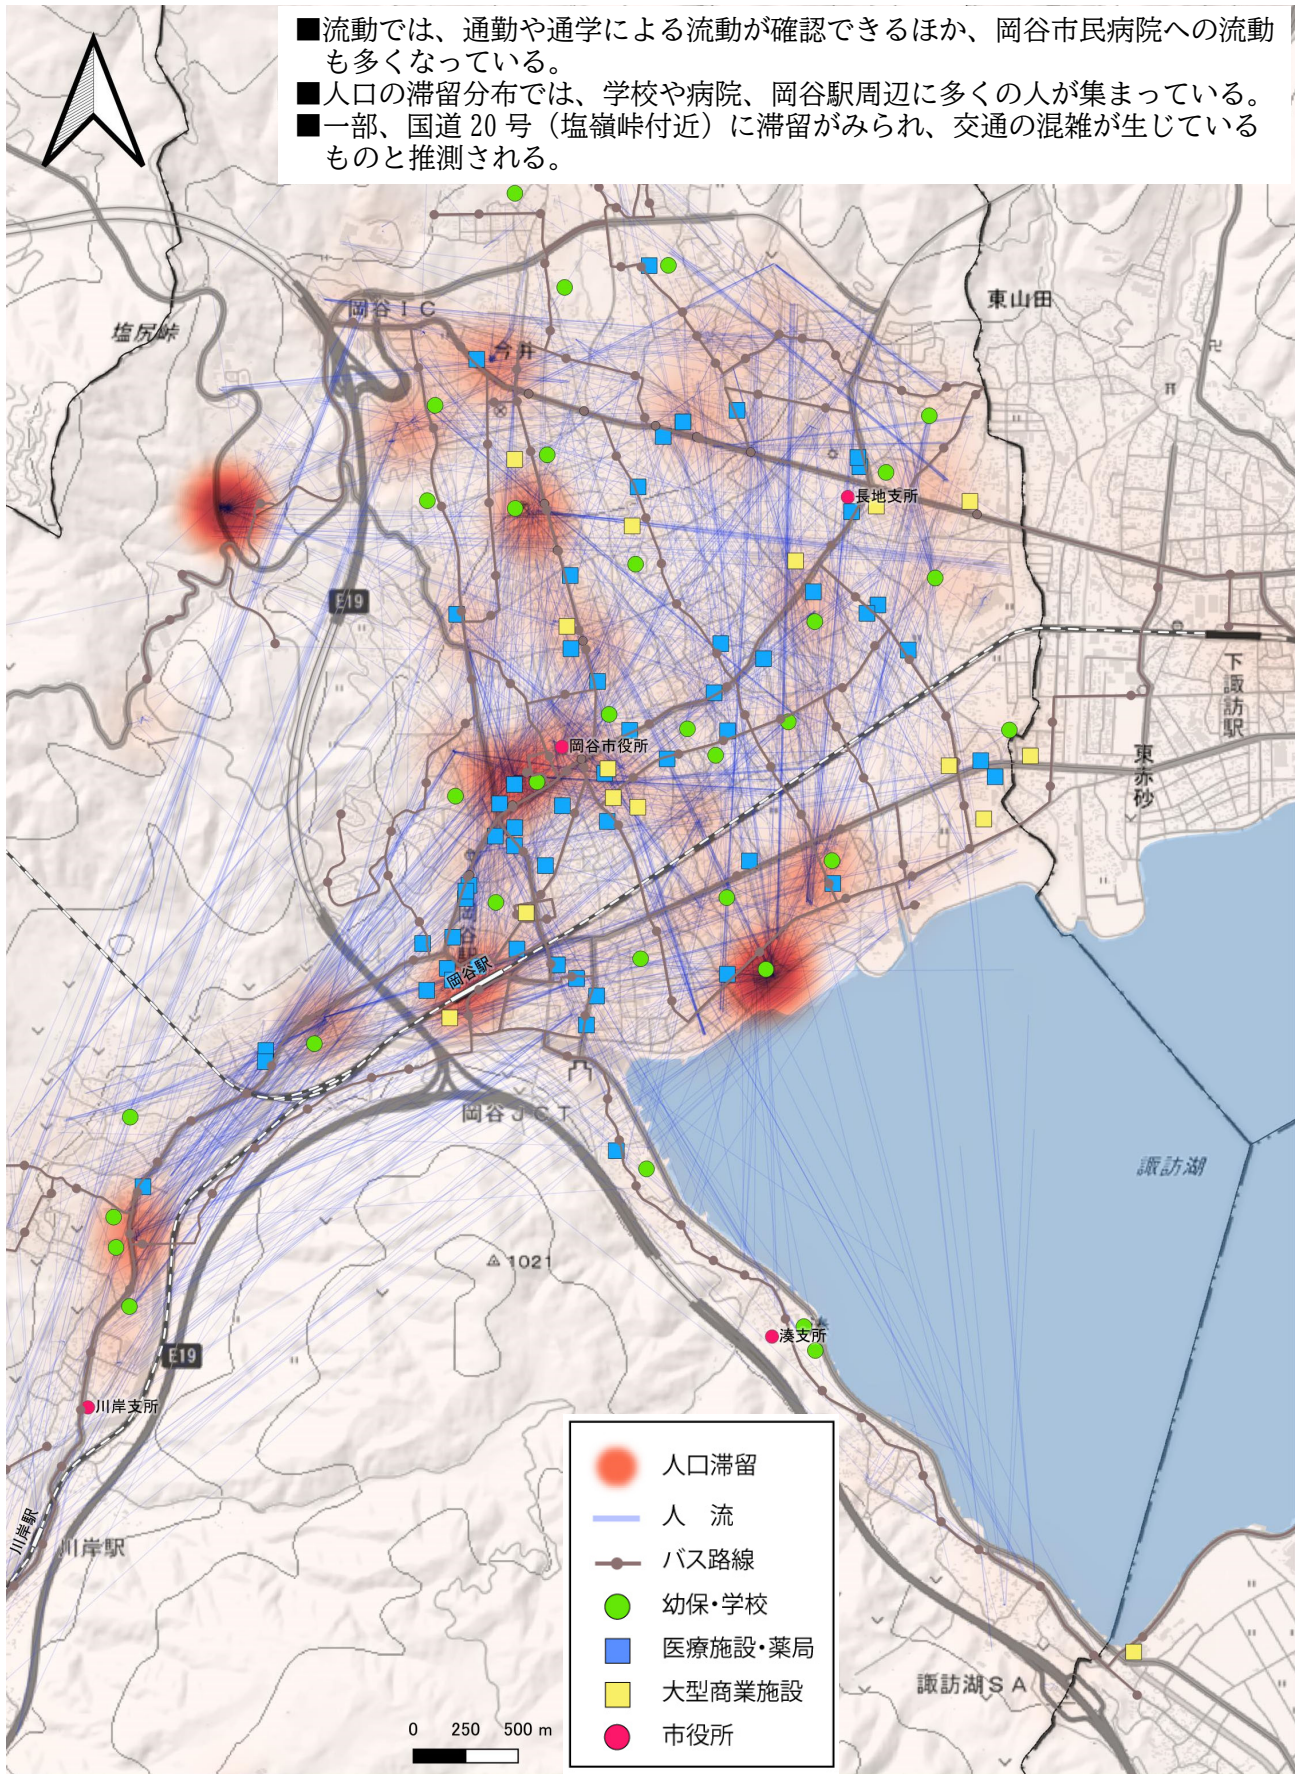 ■流動では、通勤や通学による流動が確認できるほか、岡谷市民病院への流動
も多くなっている。
■人口の滞留分布では、学校や病院、岡谷駅周辺に多くの人が集まっている。
■一部、国道20号（塩嶺峠付近）に滞留がみられ、交通の混雑が生じている
ものと推測される。
東山田
岡谷ＩＣ
塩尻峠
今井
長地支所
E19
下諏訪駅
岡谷市役所
東赤砂
岡谷駅
岡谷駅
岡谷ＪＣＴ
諏訪湖
1021
湊支所
E19
川岸支所
川岸駅
川岸駅
諏訪湖ＳＡ
人口滞留
人　流
バス路線
幼保・学校
医療施設・薬局
大型商業施設
市役所
0 250 500 m